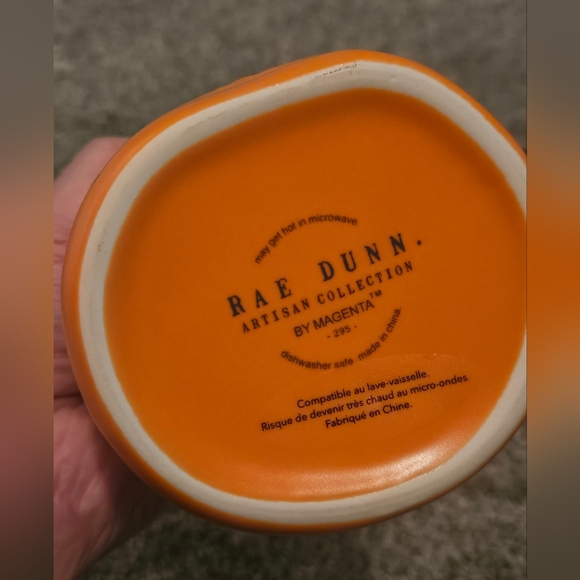 may get hot in microwave
RAE DUNN.
ARTISAN COLLECTION
BY MAGENTA™
- 295 -
dishwasher safe. made in china.
Compatible au lave-vaisselle.
Risque de devenir très chaud au micro-ondes.
Fabriqué en Chine.